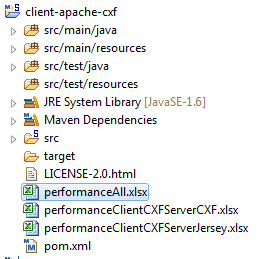 client-apache-cxf
src/main/java
src/main/resources
src/test/java
src/test/resources
JRE System Library [JavaSE-1.6]
Maven Dependencies
src
target
LICENSE-2.0.html
performanceAll.xlsx
performanceClientCXFServerCXF.xlsx
performanceClientCXFServerJersey.xlsx
pom.xml